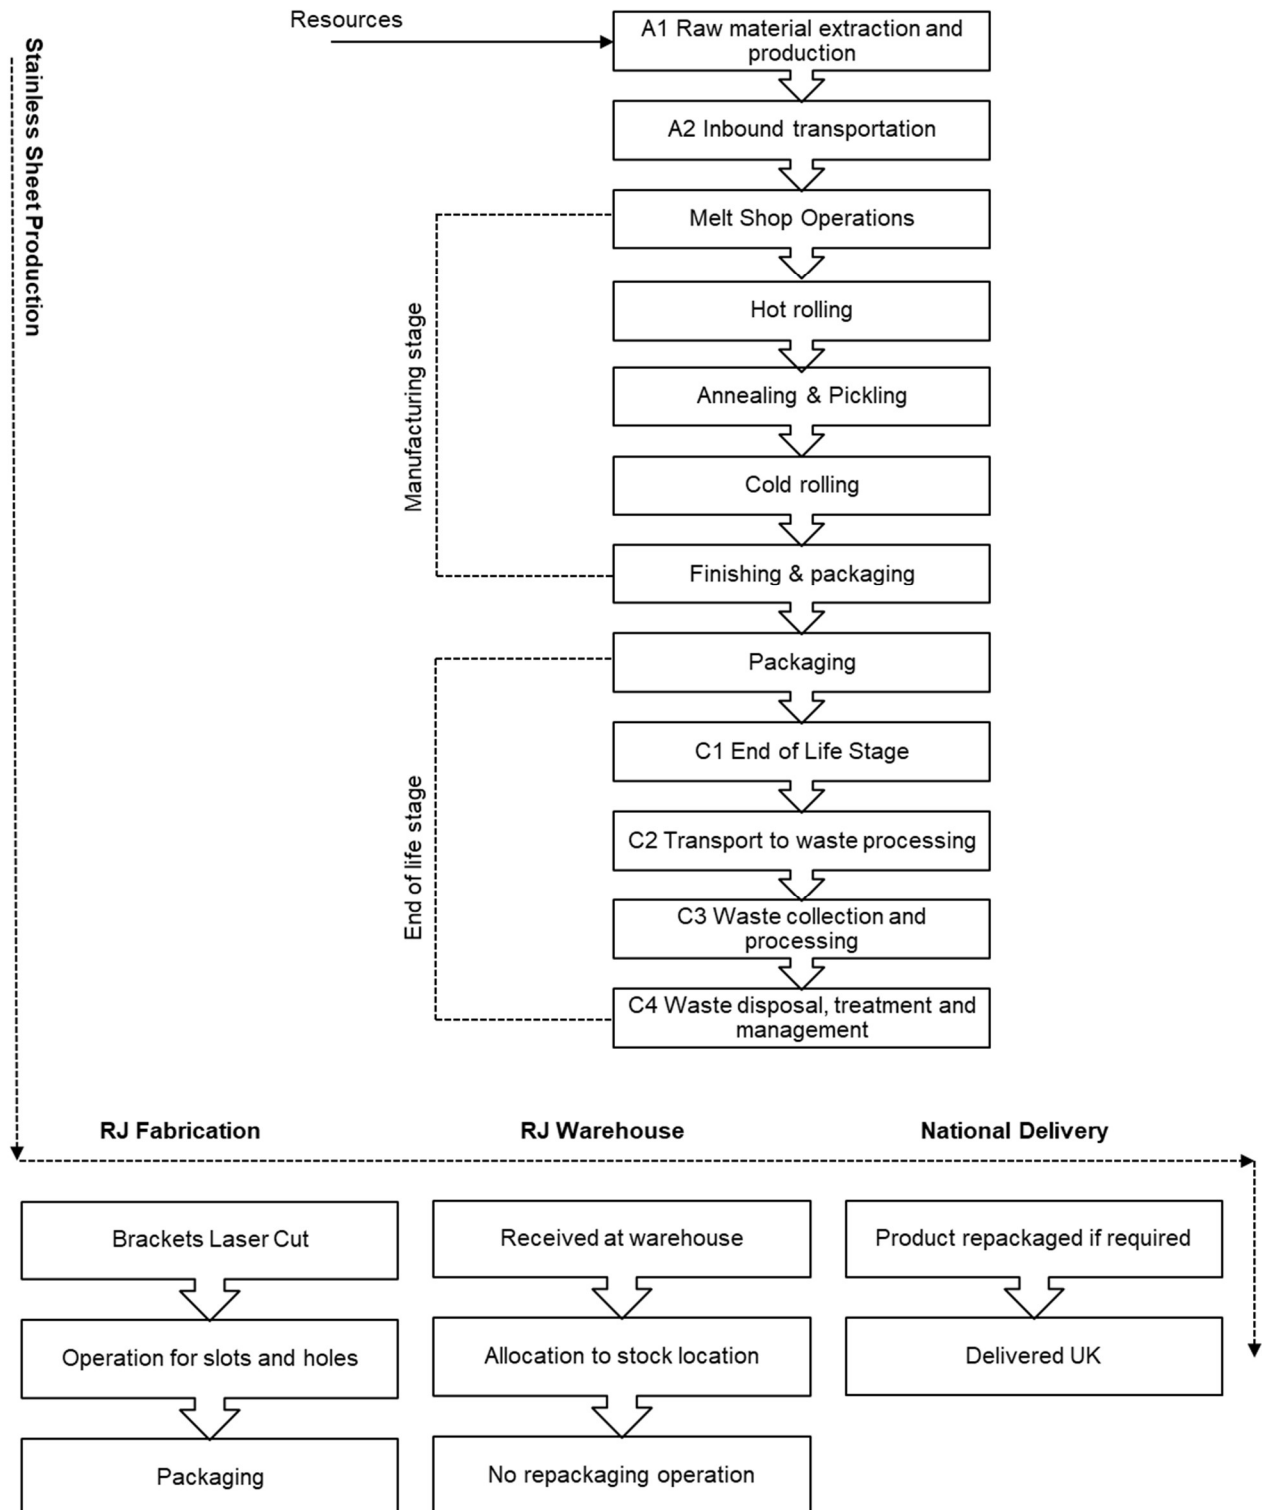 Resources
A1 Raw material extraction and
production
Stainless Sheet Production
A2 Inbound transportation
Melt Shop Operations
Hot rolling
Manufacturing stage
Annealing & Pickling
Cold rolling
Finishing & packaging
Packaging
C1 End of Life Stage
End of life stage
C2 Transport to waste processing
C3 Waste collection and
processing
C4 Waste disposal, treatment and
management
RJ Fabrication
RJ Warehouse
National Delivery
Brackets Laser Cut
Received at warehouse
Product repackaged if required
Operation for slots and holes
Allocation to stock location
Delivered UK
Packaging
No repackaging operation